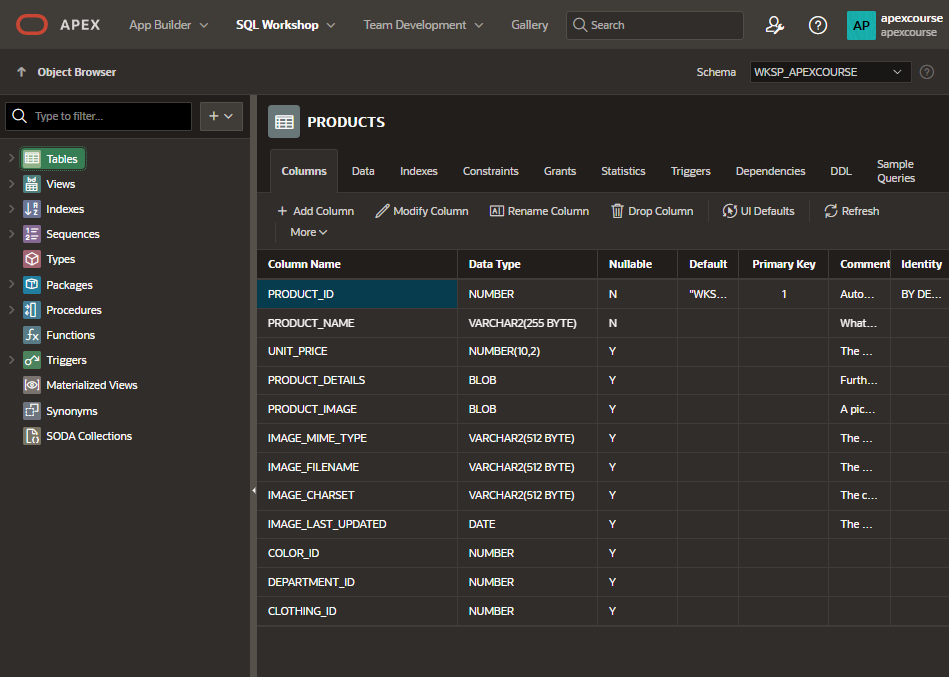 APEX App Builder SQL Workshop Team Development Gallery Search AP apexcourse
apexcourse
Object Browser Schema WKSP_APEXCOURSE
Type to filter...
Tables
Views
Indexes
Sequences
Types
Packages
Procedures
Functions
Triggers
Materialized Views
Synonyms
SODA Collections
PRODUCTS
Columns Data Indexes Constraints Grants Statistics Triggers Dependencies DDL Sample
Queries
Add Column Modify Column Rename Column Drop Column UI Defaults Refresh
More
Column Name Data Type Nullable Default Primary Key Comment Identity
PRODUCT_ID NUMBER N "WKS... 1 Auto... BY DE...
PRODUCT_NAME VARCHAR2(255 BYTE) N What...
UNIT_PRICE NUMBER(10,2) Y The ...
PRODUCT_DETAILS BLOB Y Furth...
PRODUCT_IMAGE BLOB Y A pic...
IMAGE_MIME_TYPE VARCHAR2(512 BYTE) Y The ...
IMAGE_FILENAME VARCHAR2(512 BYTE) Y The ...
IMAGE_CHARSET VARCHAR2(512 BYTE) Y The c...
IMAGE_LAST_UPDATED DATE Y The ...
COLOR_ID NUMBER Y
DEPARTMENT_ID NUMBER Y
CLOTHING_ID NUMBER Y